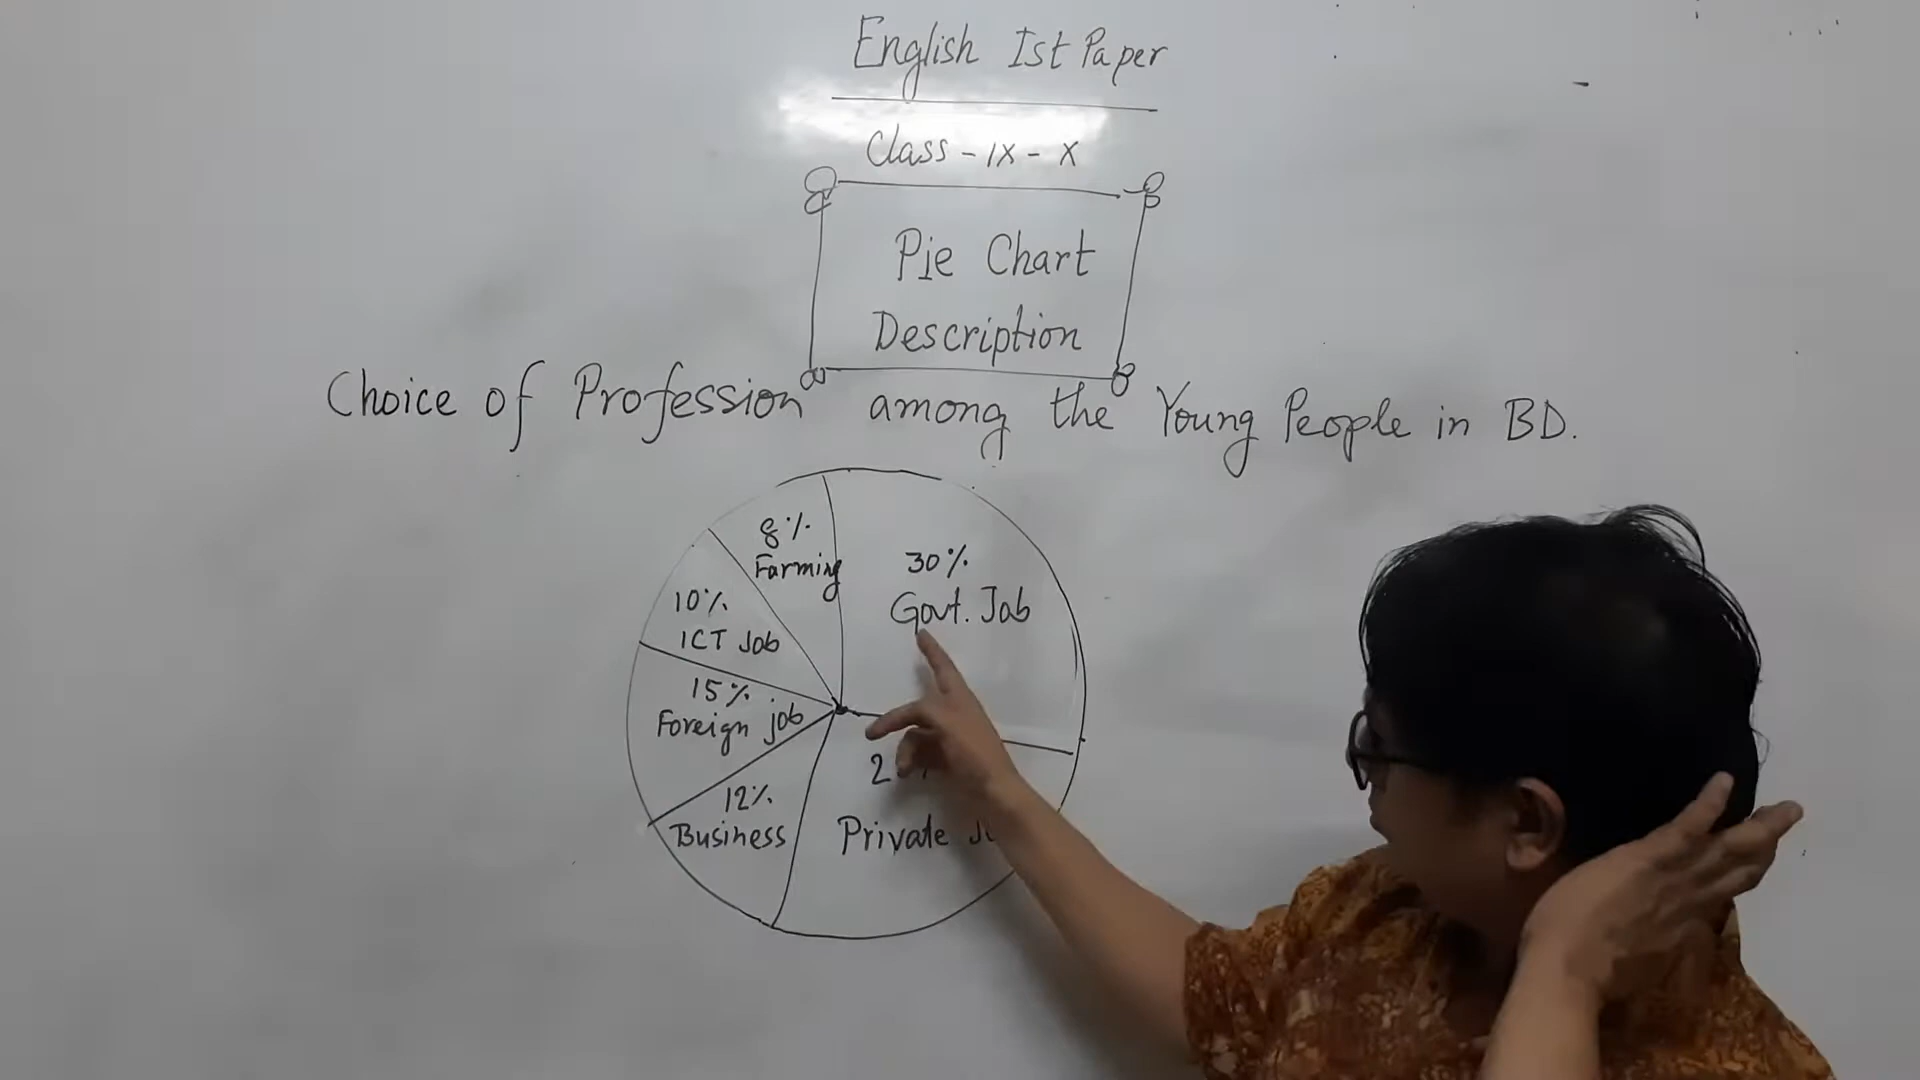 English Ist Paper
Class - IX - X
Pie Chart
Description
Choice of Profession among the Young People in BD.
8%
Farming
30%
Govt. Job
10%
ICT Job
15%
Foreign job
12%
Business
Private